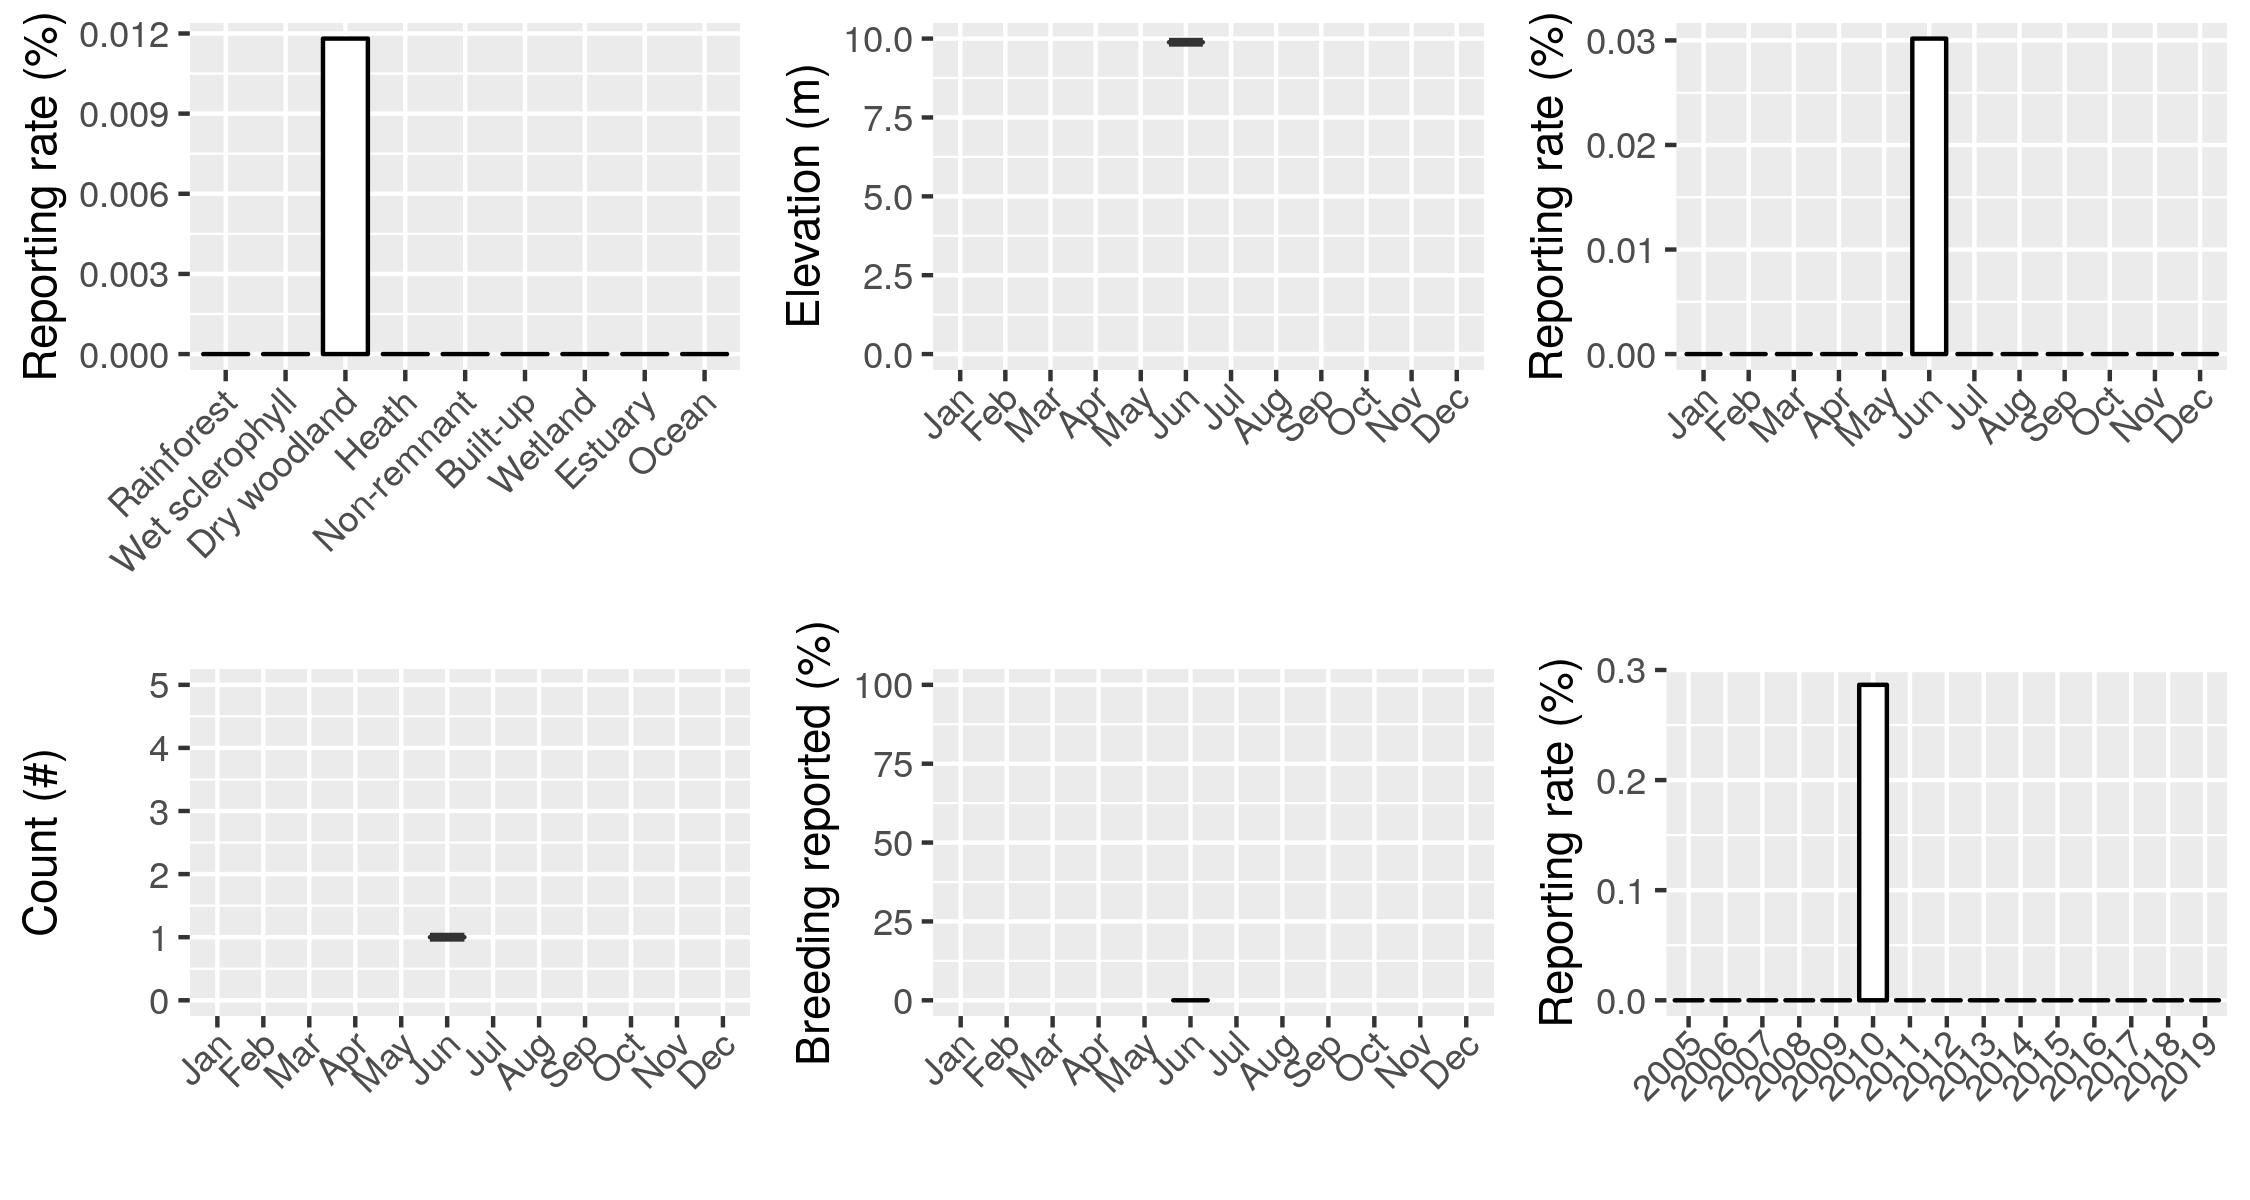 Reporting rate (%)
0.012
0.009
0.006
0.003
0.000
Rainforest
Wet sclerophyll
Dry woodland
Heath
Non-remnant
Built-up
Wetland
Estuary
Ocean
Elevation (m)
10.0
7.5
5.0
2.5
0.0
Jan
Feb
Mar
Apr
May
Jun
Jul
Aug
Sep
Oct
Nov
Dec
Reporting rate (%)
0.03
0.02
0.01
0.00
Jan
Feb
Mar
Apr
May
Jun
Jul
Aug
Sep
Oct
Nov
Dec
Count (#)
5
4
3
2
1
0
Jan
Feb
Mar
Apr
May
Jun
Jul
Aug
Sep
Oct
Nov
Dec
Breeding reported (%)
100
75
50
25
0
Jan
Feb
Mar
Apr
May
Jun
Jul
Aug
Sep
Oct
Nov
Dec
Reporting rate (%)
0.3
0.2
0.1
0.0
2005
2006
2007
2008
2009
2010
2011
2012
2013
2014
2015
2016
2017
2018
2019